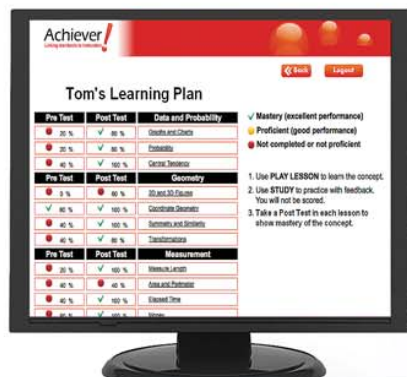 Achiever!
Back Logout
Tom's Learning Plan
Pre Test Post Test Data and Probability
20 % 80 % Graphs and Charts
20 % 80 % Probability
40 % 100 % Central Tendency
Pre Test Post Test Geometry
60 % 2D and 3D Figures
80 % 100 % Coordinate Geometry
40 % 100 % Symmetry and Similarity
40 % 80 % Transformations
Pre Test Post Test Measurement
20 % 100 % Measure Length
40 % 40 % Area and Perimeter
40 % 100 % Elapsed Time
100 % Money
Mastery (excellent performance)
Proficient (good performance)
Not completed or not proficient
1. Use PLAY LESSON to learn the concept.
2. Use STUDY to practice with feedback.
You will not be scored.
3. Take a Post Test in each lesson to
show mastery of the concept.